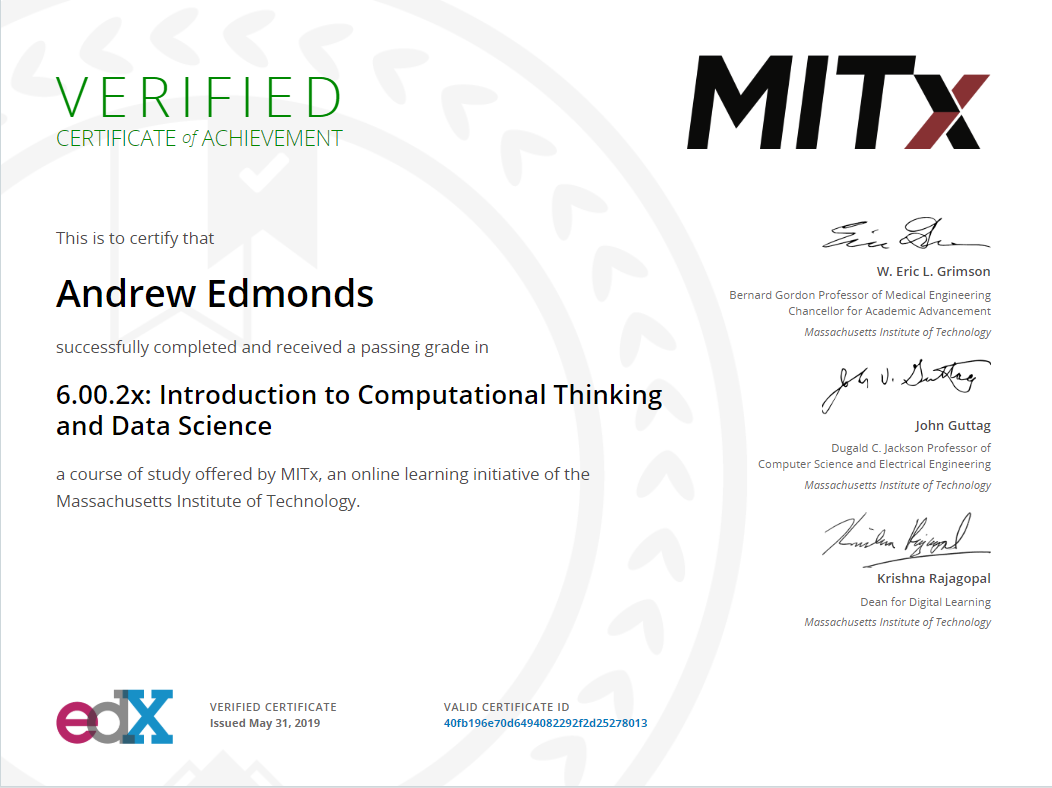 VERIFIED
CERTIFICATE of ACHIEVEMENT
MITx
This is to certify that
Andrew Edmonds
successfully completed and received a passing grade in
6.00.2x: Introduction to Computational Thinking
and Data Science
a course of study offered by MITx, an online learning initiative of the
Massachusetts Institute of Technology.
W. Eric L. Grimson
Bernard Gordon Professor of Medical Engineering
Chancellor for Academic Advancement
Massachusetts Institute of Technology
John V. Guttag
John Guttag
Dugald C. Jackson Professor of
Computer Science and Electrical Engineering
Massachusetts Institute of Technology
Krishna Rajagopal
Krishna Rajagopal
Dean for Digital Learning
Massachusetts Institute of Technology
edX
VERIFIED CERTIFICATE
Issued May 31, 2019
VALID CERTIFICATE ID
40fb196e70d6494082292f2d25278013